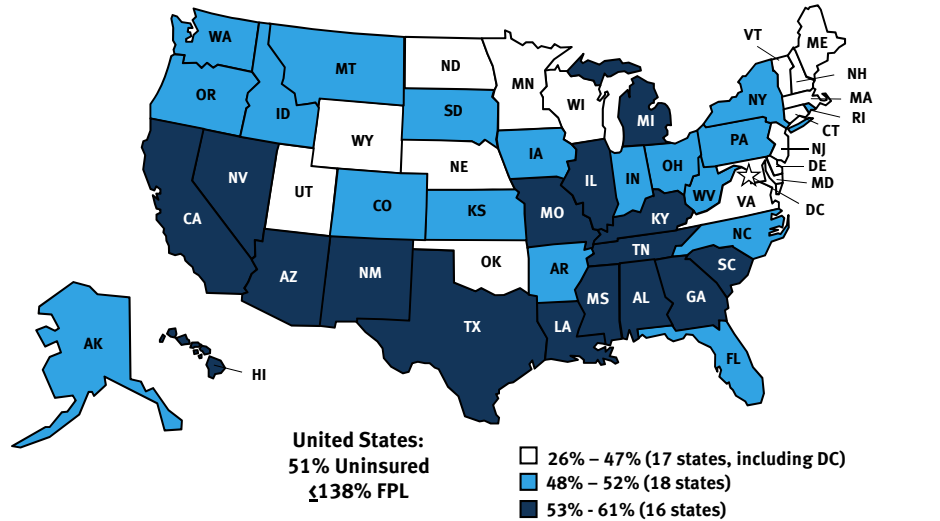 WA
VT
ME
MT
ND
MN
NH
OR
MA
ID
SD
WI
NY
RI
MI
CT
WY
PA
NJ
IA
NE
OH
DE
NV
IL
IN
MD
UT
WV
VA
CO
DC
KS
MO
KY
CA
NC
TN
OK
AR
SC
AZ
NM
MS
AL
GA
TX
LA
AK
FL
HI
United States:
51% Uninsured
≤138% FPL
26% – 47% (17 states, including DC)
48% – 52% (18 states)
53% - 61% (16 states)